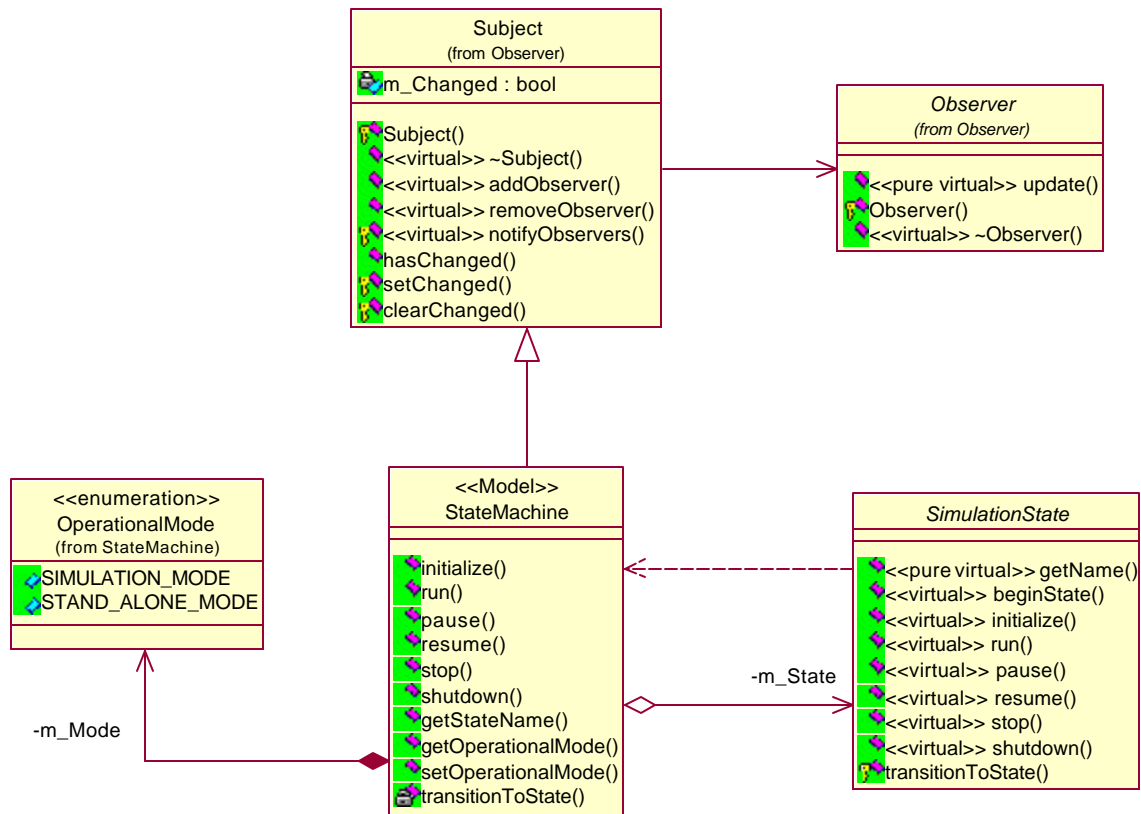 Subject
(from Observer)
m_Changed : bool
Subject()
<<virtual>> ~Subject()
<<virtual>> addObserver()
<<virtual>> removeObserver()
<<virtual>> notifyObservers()
hasChanged()
setChanged()
clearChanged()
Observer
(from Observer)
<<pure virtual>> update()
Observer()
<<virtual>> ~Observer()
<<enumeration>>
OperationalMode
(from StateMachine)
SIMULATION_MODE
STAND_ALONE_MODE
-m_Mode
<<Model>>
StateMachine
initialize()
run()
pause()
resume()
stop()
shutdown()
getStateName()
getOperationalMode()
setOperationalMode()
transitionToState()
-m_State
SimulationState
<<pure virtual>> getName()
<<virtual>> beginState()
<<virtual>> initialize()
<<virtual>> run()
<<virtual>> pause()
<<virtual>> resume()
<<virtual>> stop()
<<virtual>> shutdown()
transitionToState()